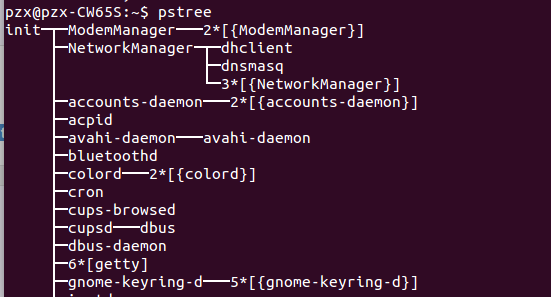 pzx@pzx-CW65S:~$ pstree
init─┬─ModemManager───2*[{ModemManager}]
     ├─NetworkManager─┬─dhclient
     │                ├─dnsmasq
     │                └─3*[{NetworkManager}]
     ├─accounts-daemon───2*[{accounts-daemon}]
     ├─acpid
     ├─avahi-daemon───avahi-daemon
     ├─bluetoothd
     ├─colord───2*[{colord}]
     ├─cron
     ├─cups-browsed
     ├─cupsd───dbus
     ├─dbus-daemon
     ├─6*[getty]
     ├─gnome-keyring-d───5*[{gnome-keyring-d}]